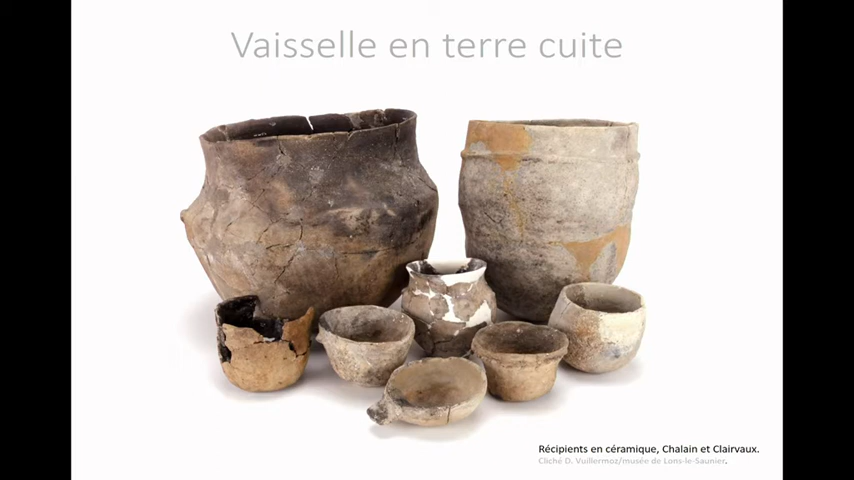 Vaisselle en terre cuite
Récipients en céramique, Chalain et Clairvaux.
Cliché D. Vuillermoz/musée de Lons-le-Saunier.